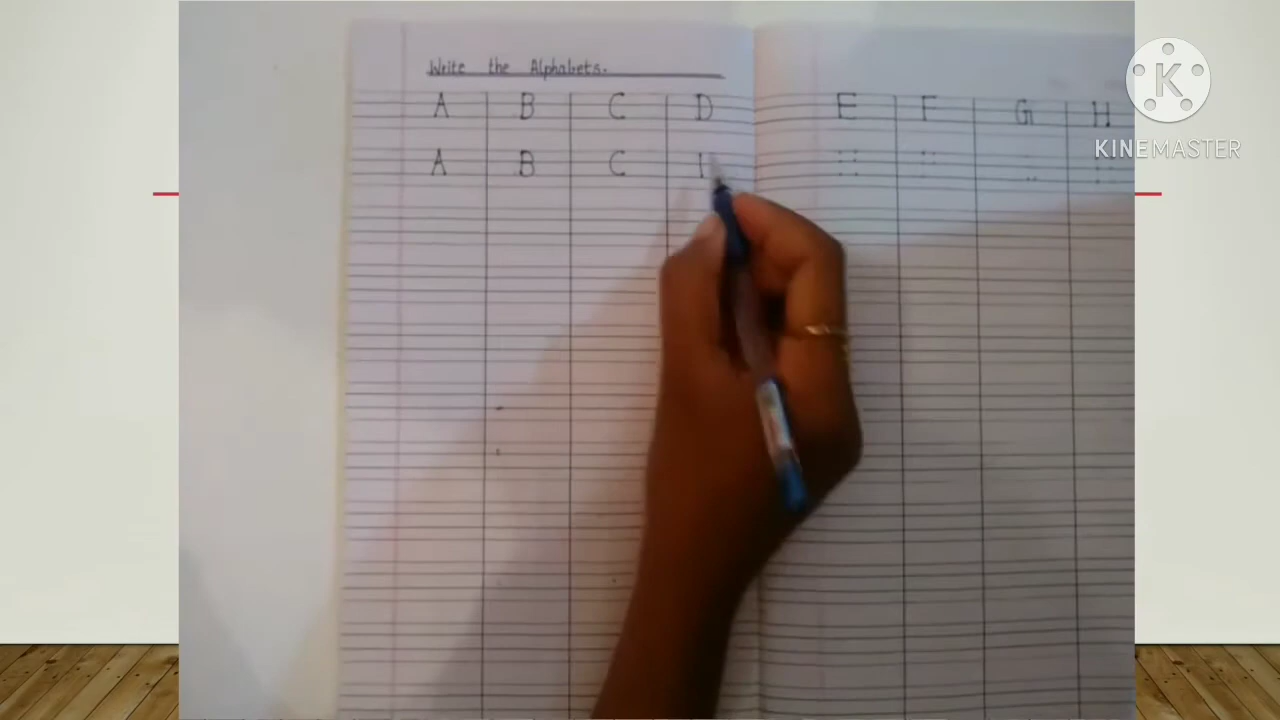 Write the Alphabets.
A B C D E F G H
A B C
K
KINEMASTER